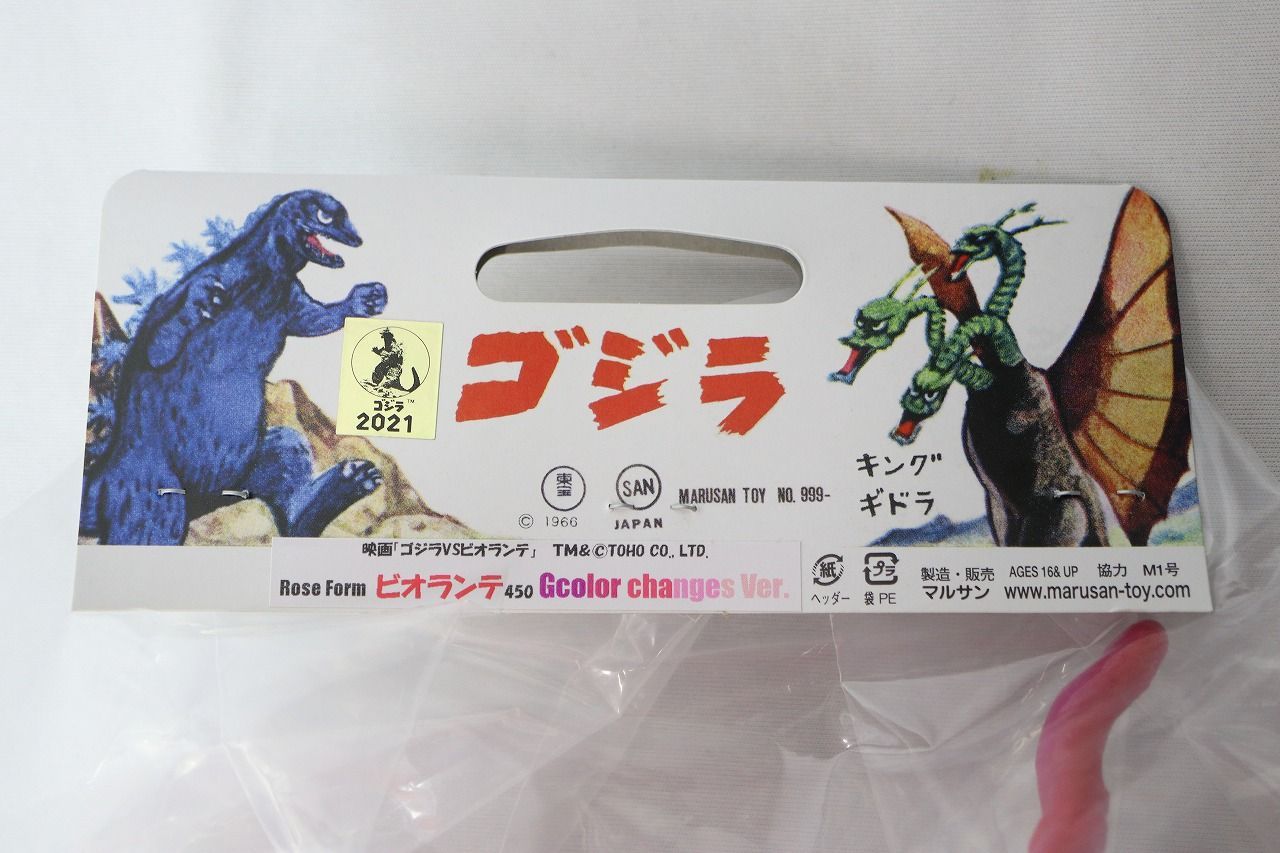 ゴジラ
ゴジラ™
2021
東宝
© 1966
SAN
JAPAN
MARUSAN TOY NO. 999-
キング
ギドラ
映画「ゴジラVSビオランテ」 TM&©TOHO CO., LTD.
Rose Form ビオランテ450 Gcolor changes Ver.
紙
ヘッダー
プラ
袋 PE
製造・販売 AGES 16& UP 協力 M1号
マルサン www.marusan-toy.com